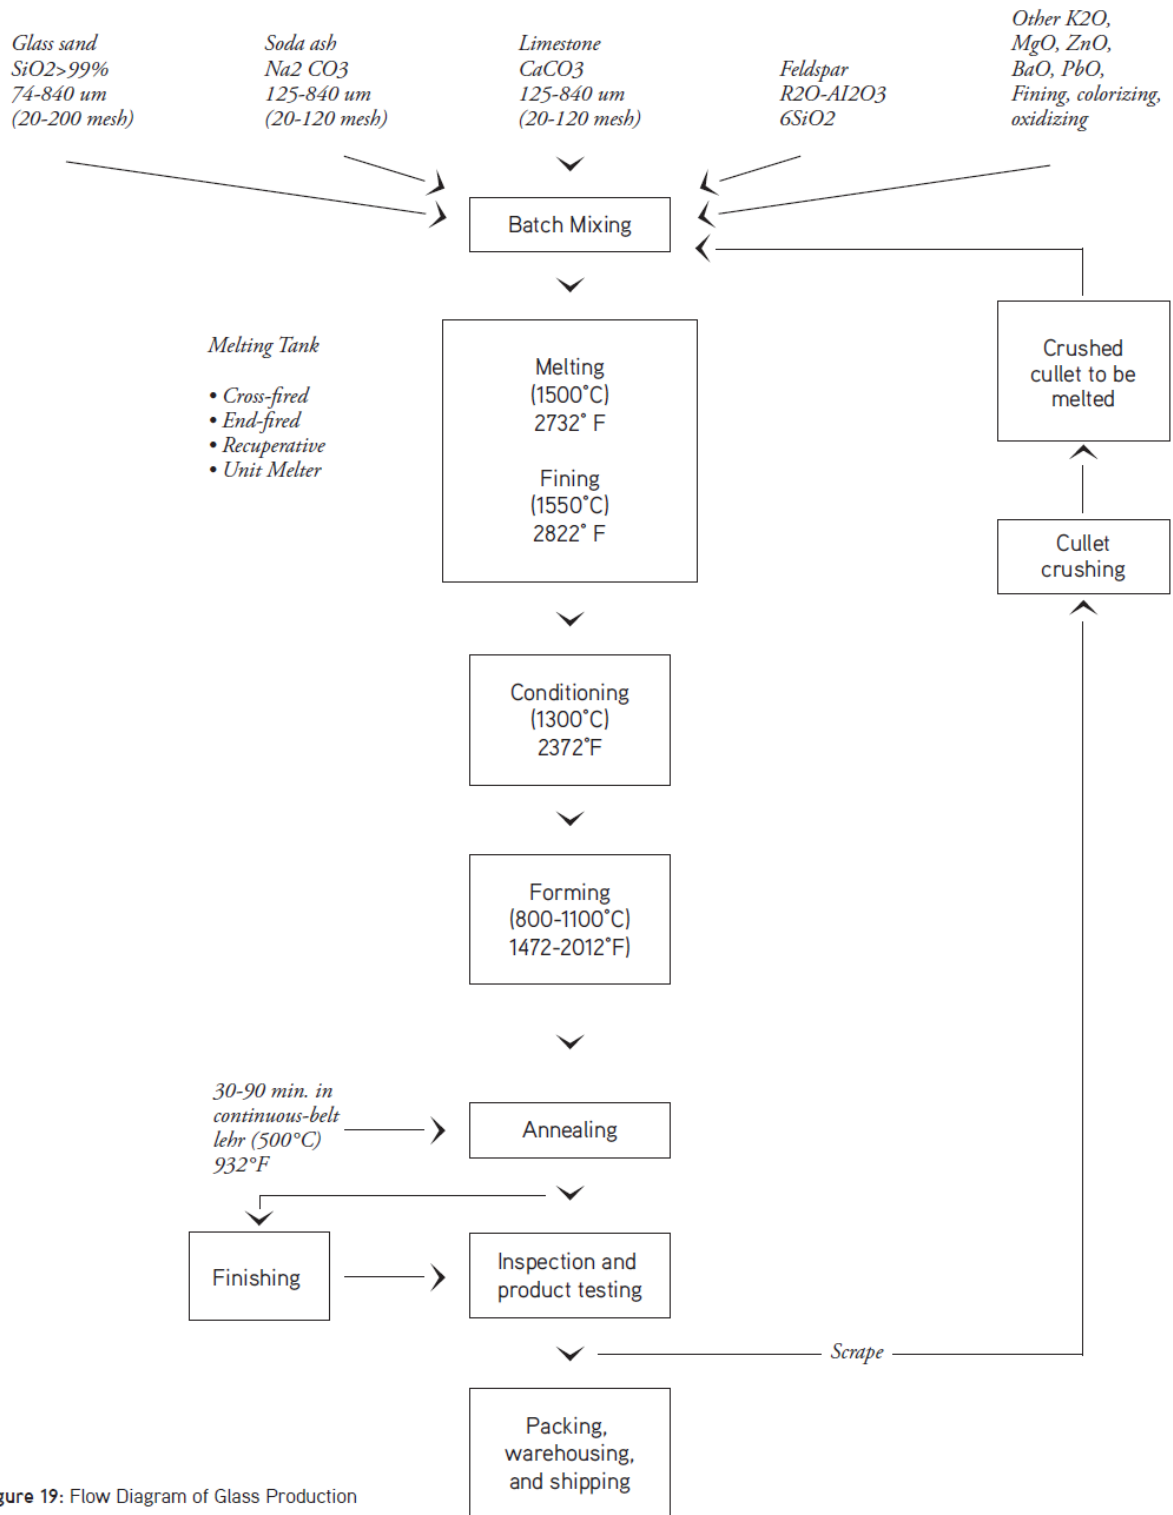 Glass sand
SiO2>99%
74-840 um
(20-200 mesh)
Soda ash
Na2 CO3
125-840 um
(20-120 mesh)
Limestone
CaCO3
125-840 um
(20-120 mesh)
Feldspar
R2O-AI2O3
6SiO2
Other K2O,
MgO, ZnO,
BaO, PbO,
Fining, colorizing,
oxidizing
Batch Mixing
Melting Tank
• Cross-fired
• End-fired
• Recuperative
• Unit Melter
Melting
(1500°C)
2732° F
Fining
(1550°C)
2822° F
Crushed
cullet to be
melted
Cullet
crushing
Conditioning
(1300°C)
2372°F
Forming
(800-1100°C)
1472-2012°F)
30-90 min. in
continuous-belt
lehr (500°C)
932°F
Annealing
Finishing
Inspection and
product testing
Scrape
Packing,
warehousing,
and shipping
gure 19: Flow Diagram of Glass Production